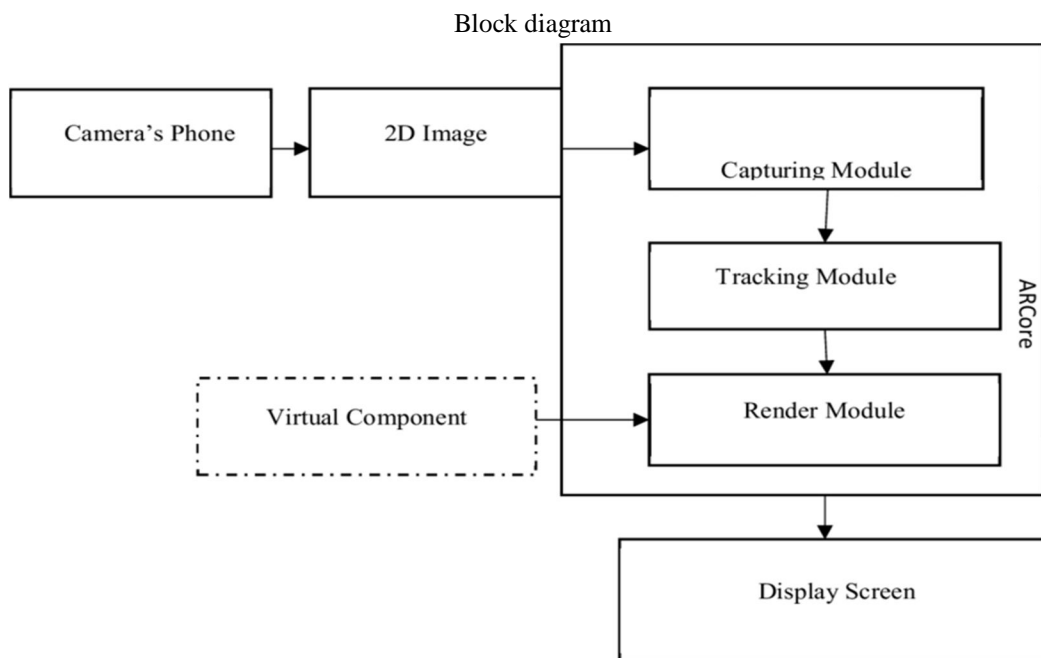 Block diagram
Camera’s Phone
2D Image
Capturing Module
Tracking Module
ARCore
Virtual Component
Render Module
Display Screen